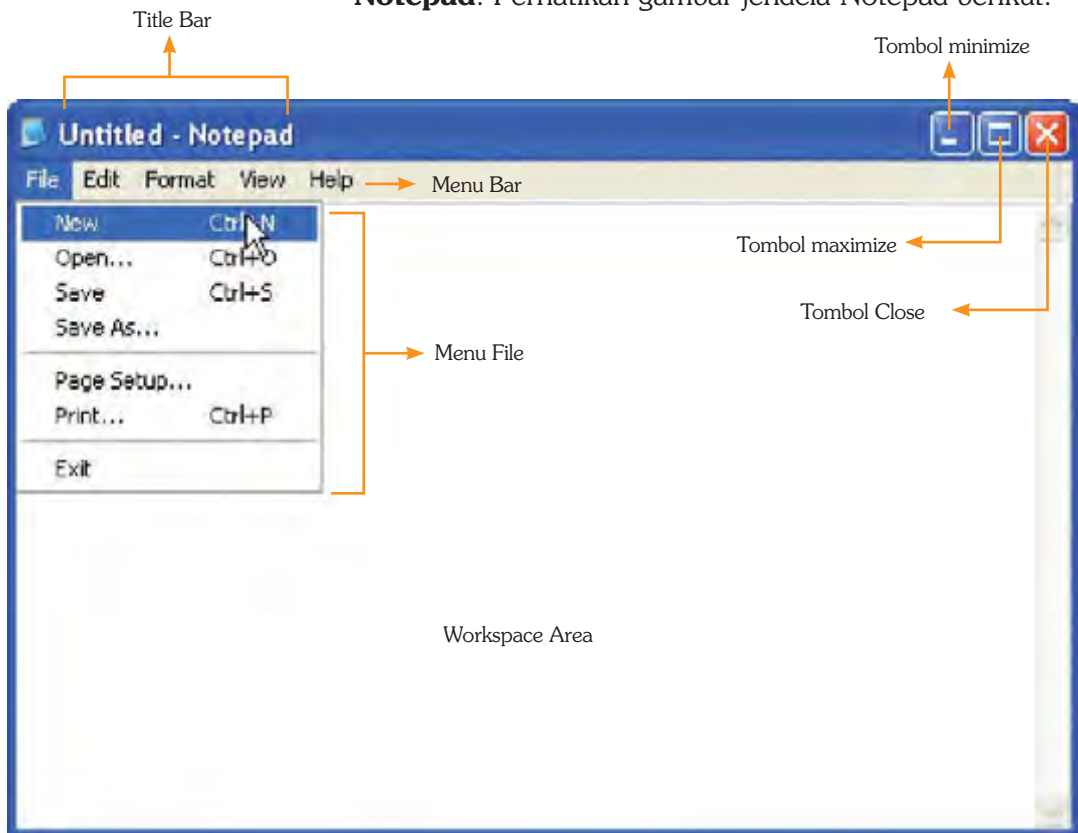 Notepad. Perhatikan gambar jendela Notepad berikut.
Title Bar
Tombol minimize
Untitled - Notepad
File Edit Format View Help
Menu Bar
New Ctrl+N
Open... Ctrl+O
Save Ctrl+S
Save As...
Page Setup...
Print... Ctrl+P
Exit
Menu File
Tombol maximize
Tombol Close
Workspace Area